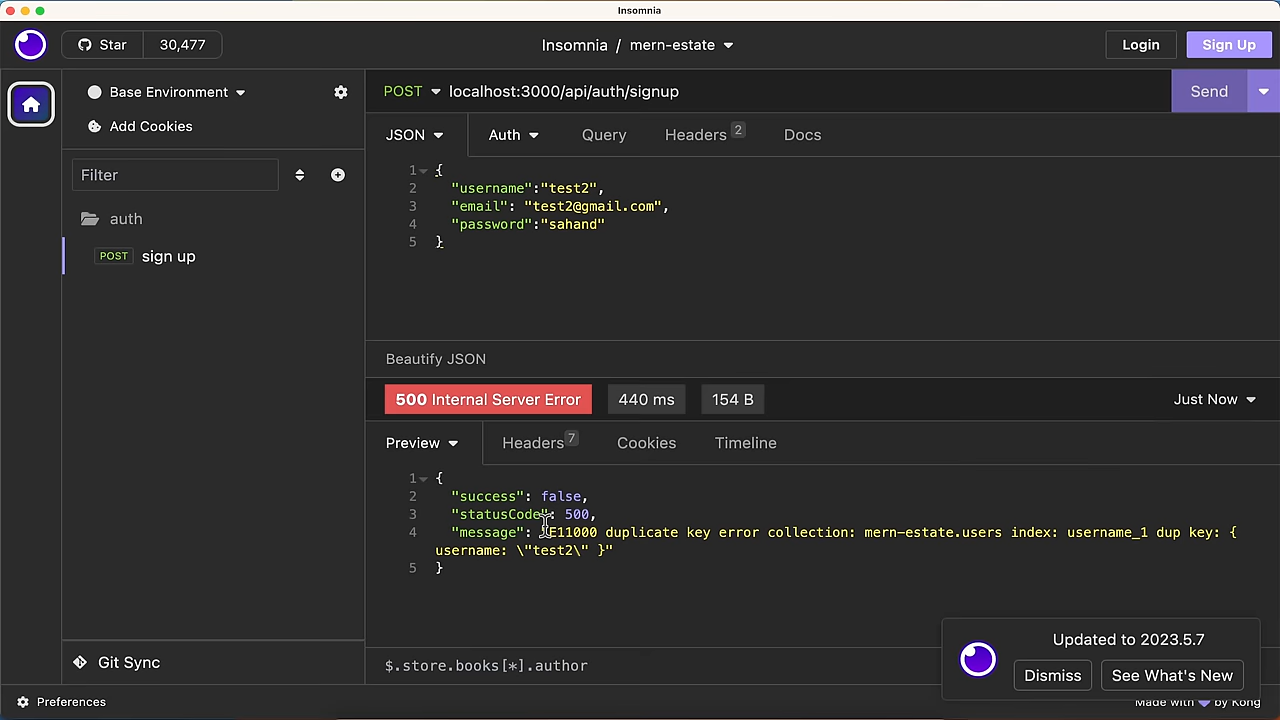 Insomnia
Star 30,477
Insomnia / mern-estate
Login
Sign Up
Base Environment
Add Cookies
Filter
auth
POST sign up
Git Sync
Preferences
POST localhost:3000/api/auth/signup
Send
JSON Auth Query Headers 2 Docs
1 {
2 "username":"test2",
3 "email": "test2@gmail.com",
4 "password":"sahand"
5 }
Beautify JSON
500 Internal Server Error 440 ms 154 B Just Now
Preview Headers 7 Cookies Timeline
1 {
2 "success": false,
3 "statusCode": 500,
4 "message": "E11000 duplicate key error collection: mern-estate.users index: username_1 dup key: {
username: \"test2\" }"
5 }
$.store.books[*].author
Updated to 2023.5.7
Dismiss
See What's New
Made with 💜 by Kong